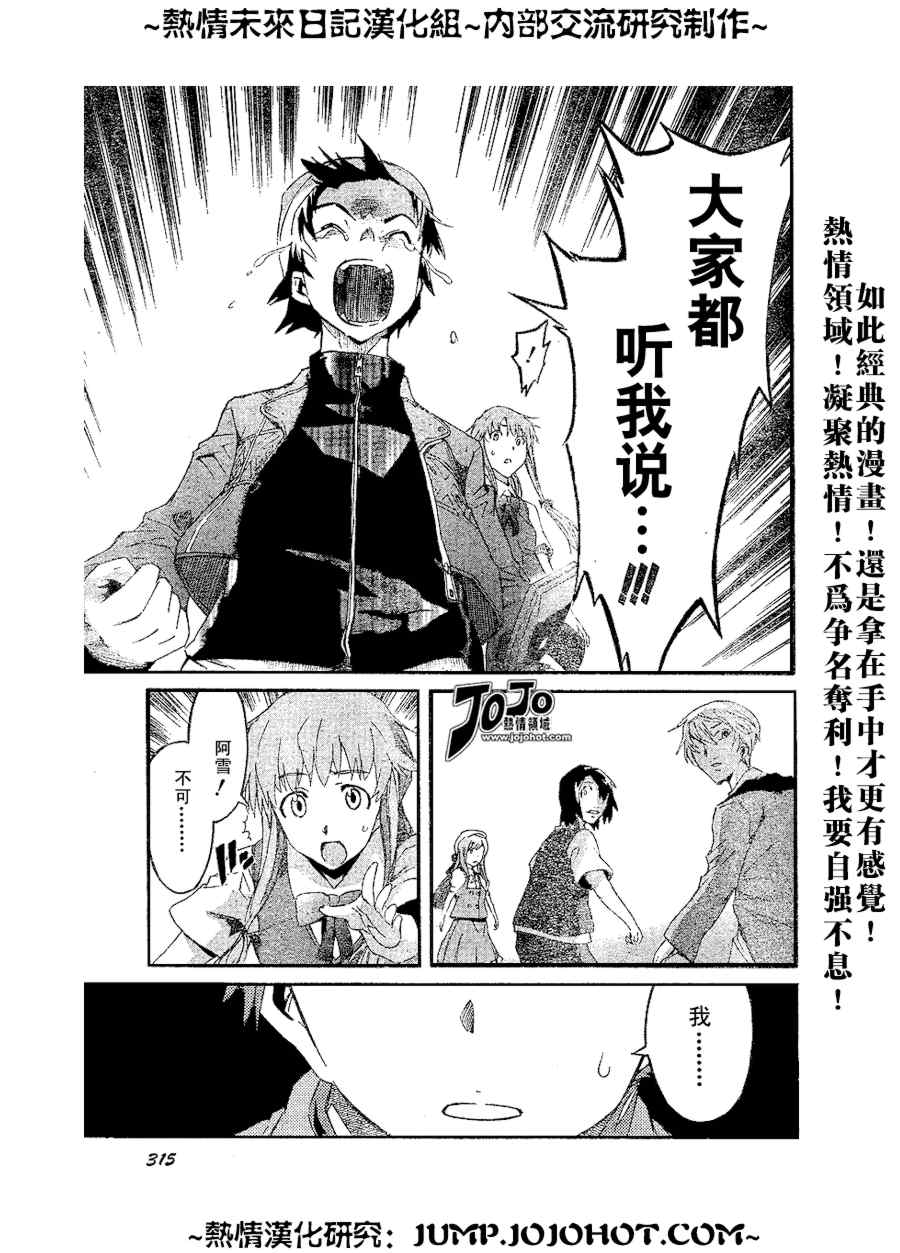 ~熱情未來日記漢化組~内部交流研究制作~
大家都
听我说…!!!!
!
如此經典的漫畫！還是拿在手中才更有感覺！
熱情領域！凝聚熱情！不爲争名奪利！我要自强不息！
JOJO
熱情領域
www.jojohot.com
阿雪！
不可………
我………
315
~熱情漢化研究：JUMP.JOJOHOT.COM~